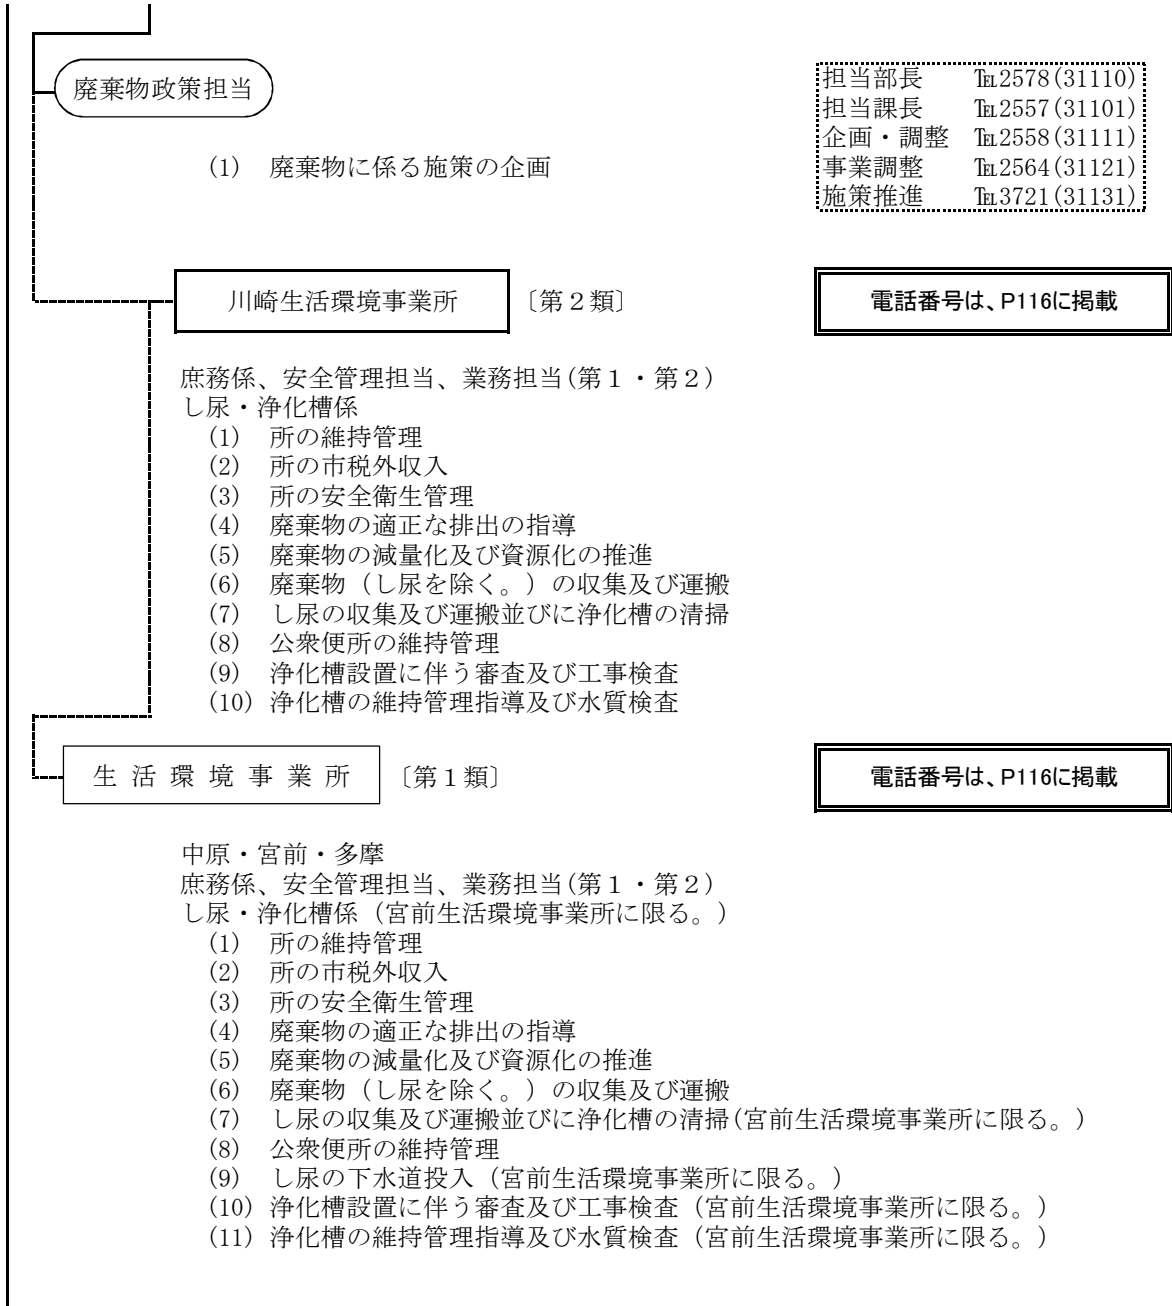 廃棄物政策担当
担当部長 ℡2578(31110)
担当課長 ℡2557(31101)
企画・調整 ℡2558(31111)
事業調整 ℡2564(31121)
施策推進 ℡3721(31131)
(1) 廃棄物に係る施策の企画
川崎生活環境事業所 〔第２類〕 電話番号は、P116に掲載
庶務係、安全管理担当、業務担当(第１・第２)
し尿・浄化槽係
(1) 所の維持管理
(2) 所の市税外収入
(3) 所の安全衛生管理
(4) 廃棄物の適正な排出の指導
(5) 廃棄物の減量化及び資源化の推進
(6) 廃棄物（し尿を除く。）の収集及び運搬
(7) し尿の収集及び運搬並びに浄化槽の清掃
(8) 公衆便所の維持管理
(9) 浄化槽設置に伴う審査及び工事検査
(10) 浄化槽の維持管理指導及び水質検査
生活環境事業所 〔第１類〕 電話番号は、P116に掲載
中原・宮前・多摩
庶務係、安全管理担当、業務担当(第１・第２)
し尿・浄化槽係（宮前生活環境事業所に限る。）
(1) 所の維持管理
(2) 所の市税外収入
(3) 所の安全衛生管理
(4) 廃棄物の適正な排出の指導
(5) 廃棄物の減量化及び資源化の推進
(6) 廃棄物（し尿を除く。）の収集及び運搬
(7) し尿の収集及び運搬並びに浄化槽の清掃(宮前生活環境事業所に限る。)
(8) 公衆便所の維持管理
(9) し尿の下水道投入（宮前生活環境事業所に限る。）
(10) 浄化槽設置に伴う審査及び工事検査（宮前生活環境事業所に限る。）
(11) 浄化槽の維持管理指導及び水質検査（宮前生活環境事業所に限る。）